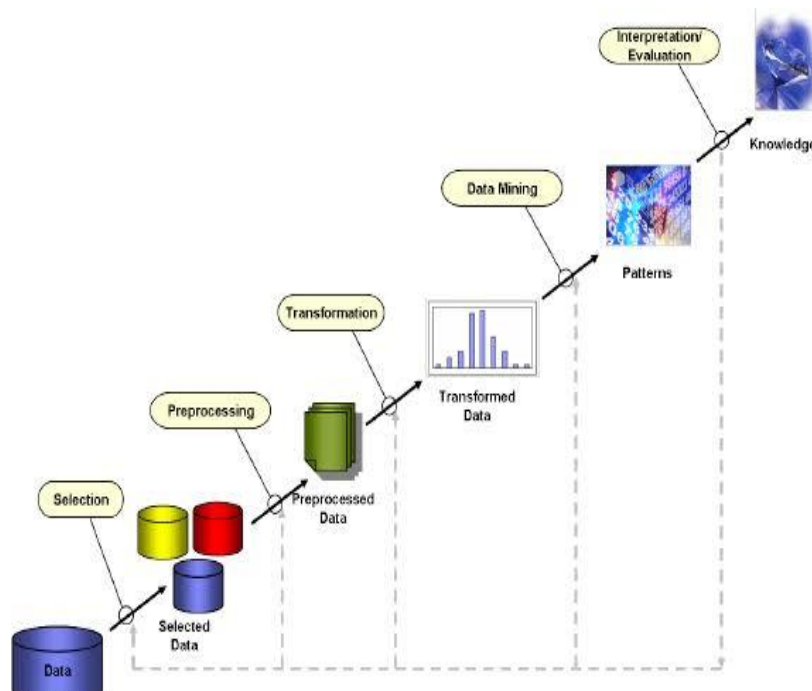 Interpretation/
Evaluation
Knowledge
Data Mining
Patterns
Transformation
Transformed
Data
Preprocessing
Preprocessed
Data
Selection
Selected
Data
Data